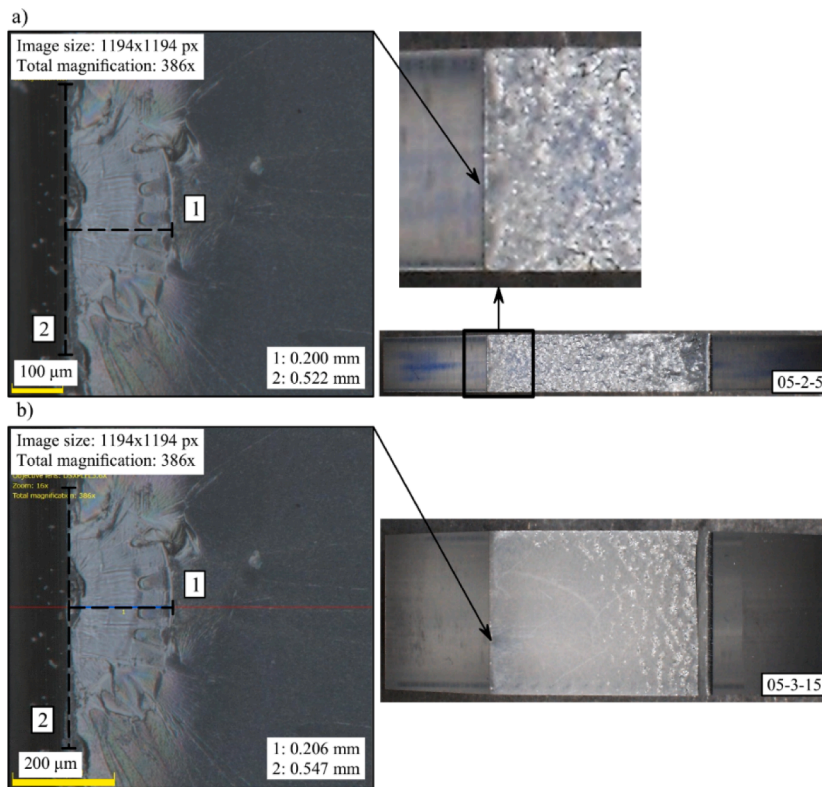 a)
Image size: 1194x1194 px
Total magnification: 386x
1
2
100 µm
1: 0.200 mm
2: 0.522 mm
05-2-5
b)
Image size: 1194x1194 px
Total magnification: 386x
Zoom: 16x
Total magnification: 386x
1
2
200 µm
1: 0.206 mm
2: 0.547 mm
05-3-15